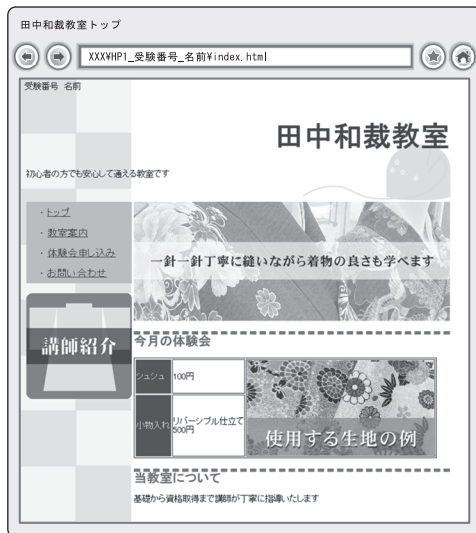 田中和裁教室トップ
XXX¥HP1_受験番号_名前¥index.html
受験番号 名前
田中和裁教室
初心者の方でも安心して通える教室です
・トップ
・教室案内
・体験会申し込み
・お問い合わせ
一針一針丁寧に縫いながら着物の良さも学べます
講師紹介
今月の体験会
シュシュ 100円
小物入れ リバーシブル仕立て
500円
使用する生地の例
当教室について
基礎から資格取得まで講師が丁寧に指導いたします